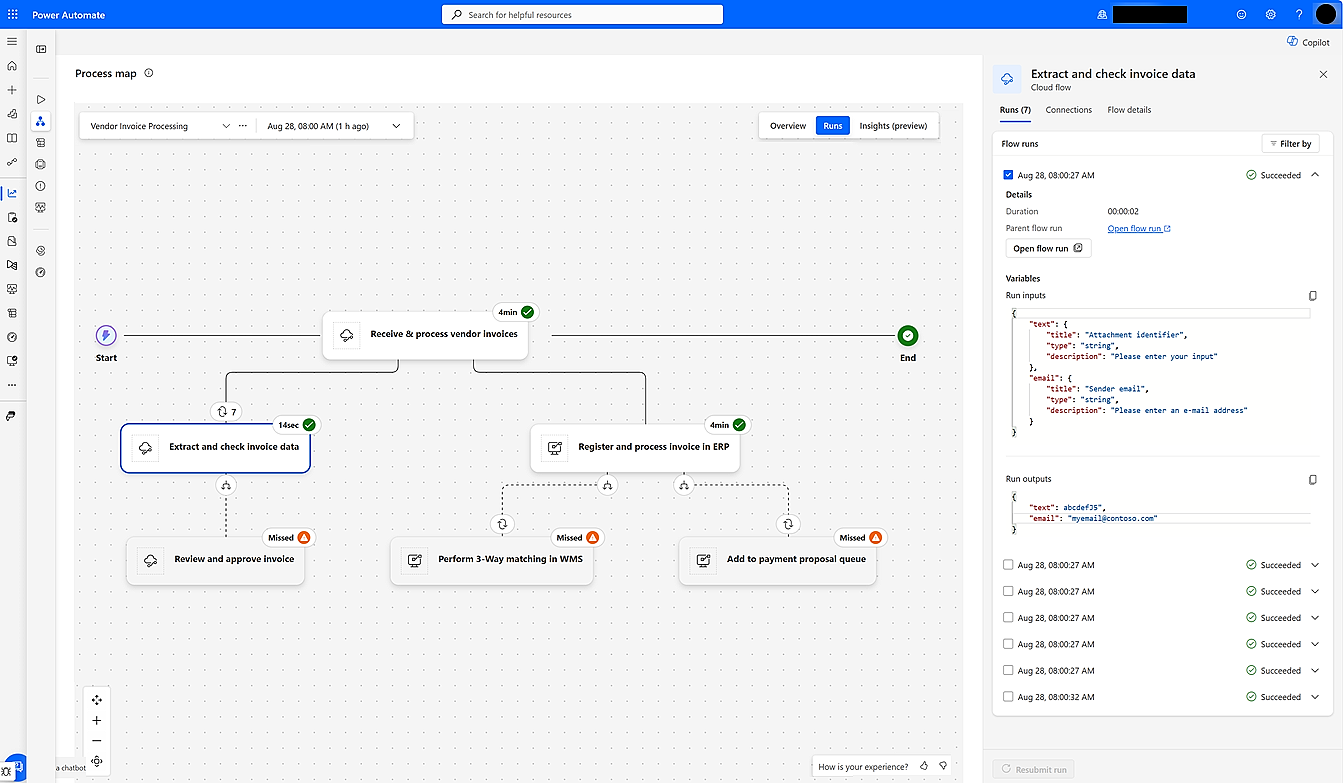 Power Automate
Search for helpful resources
Copilot
Process map
Vendor Invoice Processing
Aug 28, 08:00 AM (1 h ago)
Overview
Runs
Insights (preview)
Start
4min
Receive & process vendor invoices
End
7
14sec
Extract and check invoice data
4min
Register and process invoice in ERP
Missed
Review and approve invoice
Missed
Perform 3-Way matching in WMS
Missed
Add to payment proposal queue
a chatbot
How is your experience?
Extract and check invoice data
Cloud flow
Runs (7)
Connections
Flow details
Flow runs
Filter by
Aug 28, 08:00:27 AM
Succeeded
Details
Duration 00:00:02
Parent flow run Open flow run
Open flow run
Variables
Run inputs
{
"text": {
"title": "Attachment identifier",
"type": "string",
"description": "Please enter your input"
},
"email": {
"title": "Sender email",
"type": "string",
"description": "Please enter an e-mail address"
}
}
Run outputs
{
"text": abcdefJS",
"email": "myemail@contoso.com"
}
Aug 28, 08:00:27 AM Succeeded
Aug 28, 08:00:27 AM Succeeded
Aug 28, 08:00:27 AM Succeeded
Aug 28, 08:00:27 AM Succeeded
Aug 28, 08:00:27 AM Succeeded
Aug 28, 08:00:32 AM Succeeded
Resubmit run